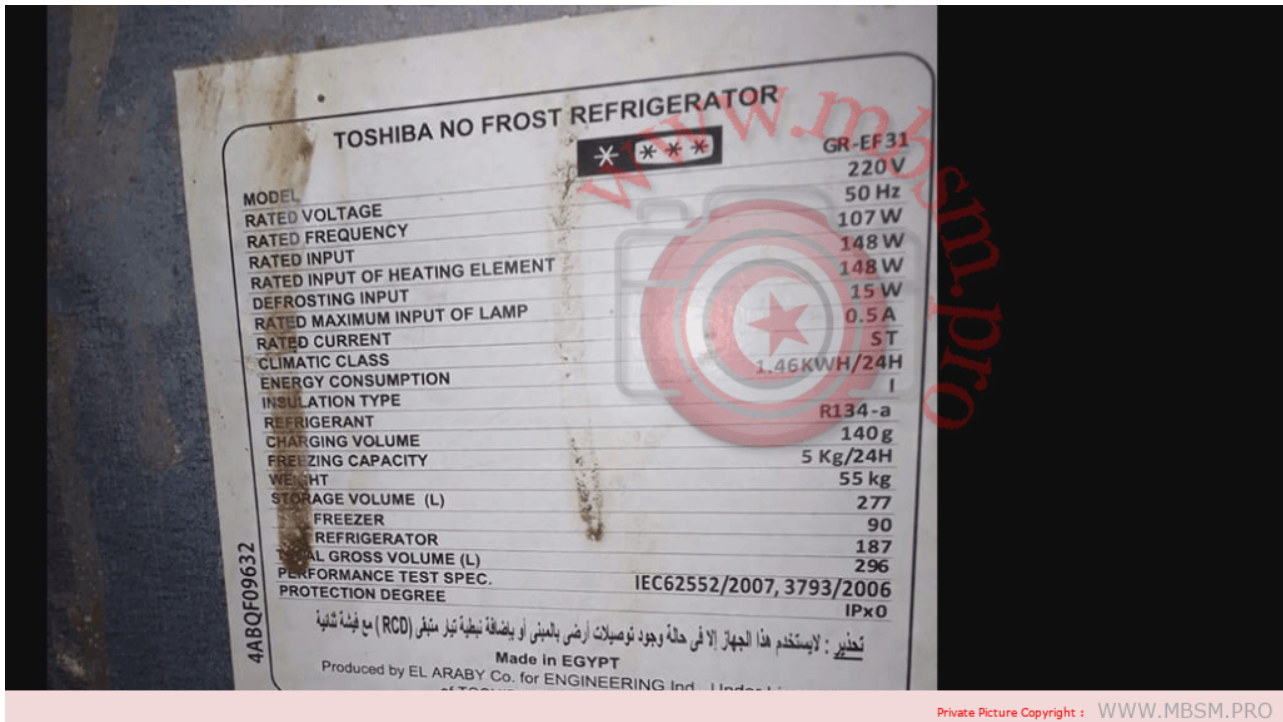 TOSHIBA NO FROST REFRIGERATOR
MODEL GR-EF31
RATED VOLTAGE 220 V
RATED FREQUENCY 50 Hz
RATED INPUT 107 W
RATED INPUT OF HEATING ELEMENT 148 W
DEFROSTING INPUT 148 W
RATED MAXIMUM INPUT OF LAMP 15 W
RATED CURRENT 0.5 A
CLIMATIC CLASS ST
ENERGY CONSUMPTION 1.46KWH/24H
INSULATION TYPE I
REFRIGERANT R134-a
CHARGING VOLUME 140 g
FREEZING CAPACITY 5 Kg/24H
WEIGHT 55 kg
STORAGE VOLUME (L) 277
FREEZER 90
REFRIGERATOR 187
TOTAL GROSS VOLUME (L) 296
PERFORMANCE TEST SPEC. IEC62552/2007, 3793/2006
PROTECTION DEGREE IPx0
4ABQF09632
تحذير : لايستخدم هذا الجهاز إلا فى حالة وجود توصيلات أرضى بالمبنى أو بإضافة نبطية تيار متبقى (RCD) مع فيشة ثنائية
Made in EGYPT
Produced by EL ARABY Co. for ENGINEERING Ind.
www.mbsm.pro
Private Picture Copyright : WWW.MBSM.PRO